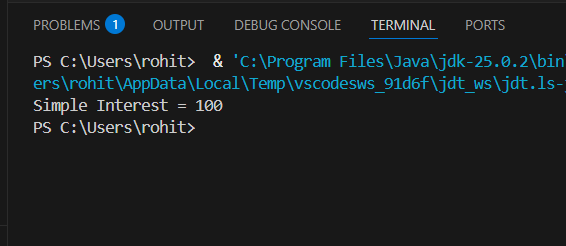 PROBLEMS 1 OUTPUT DEBUG CONSOLE TERMINAL PORTS
PS C:\Users\rohit>  & 'C:\Program Files\Java\jdk-25.0.2\bin
ers\rohit\AppData\Local\Temp\vscodesws_91d6f\jdt_ws\jdt.ls-
Simple Interest = 100
PS C:\Users\rohit>